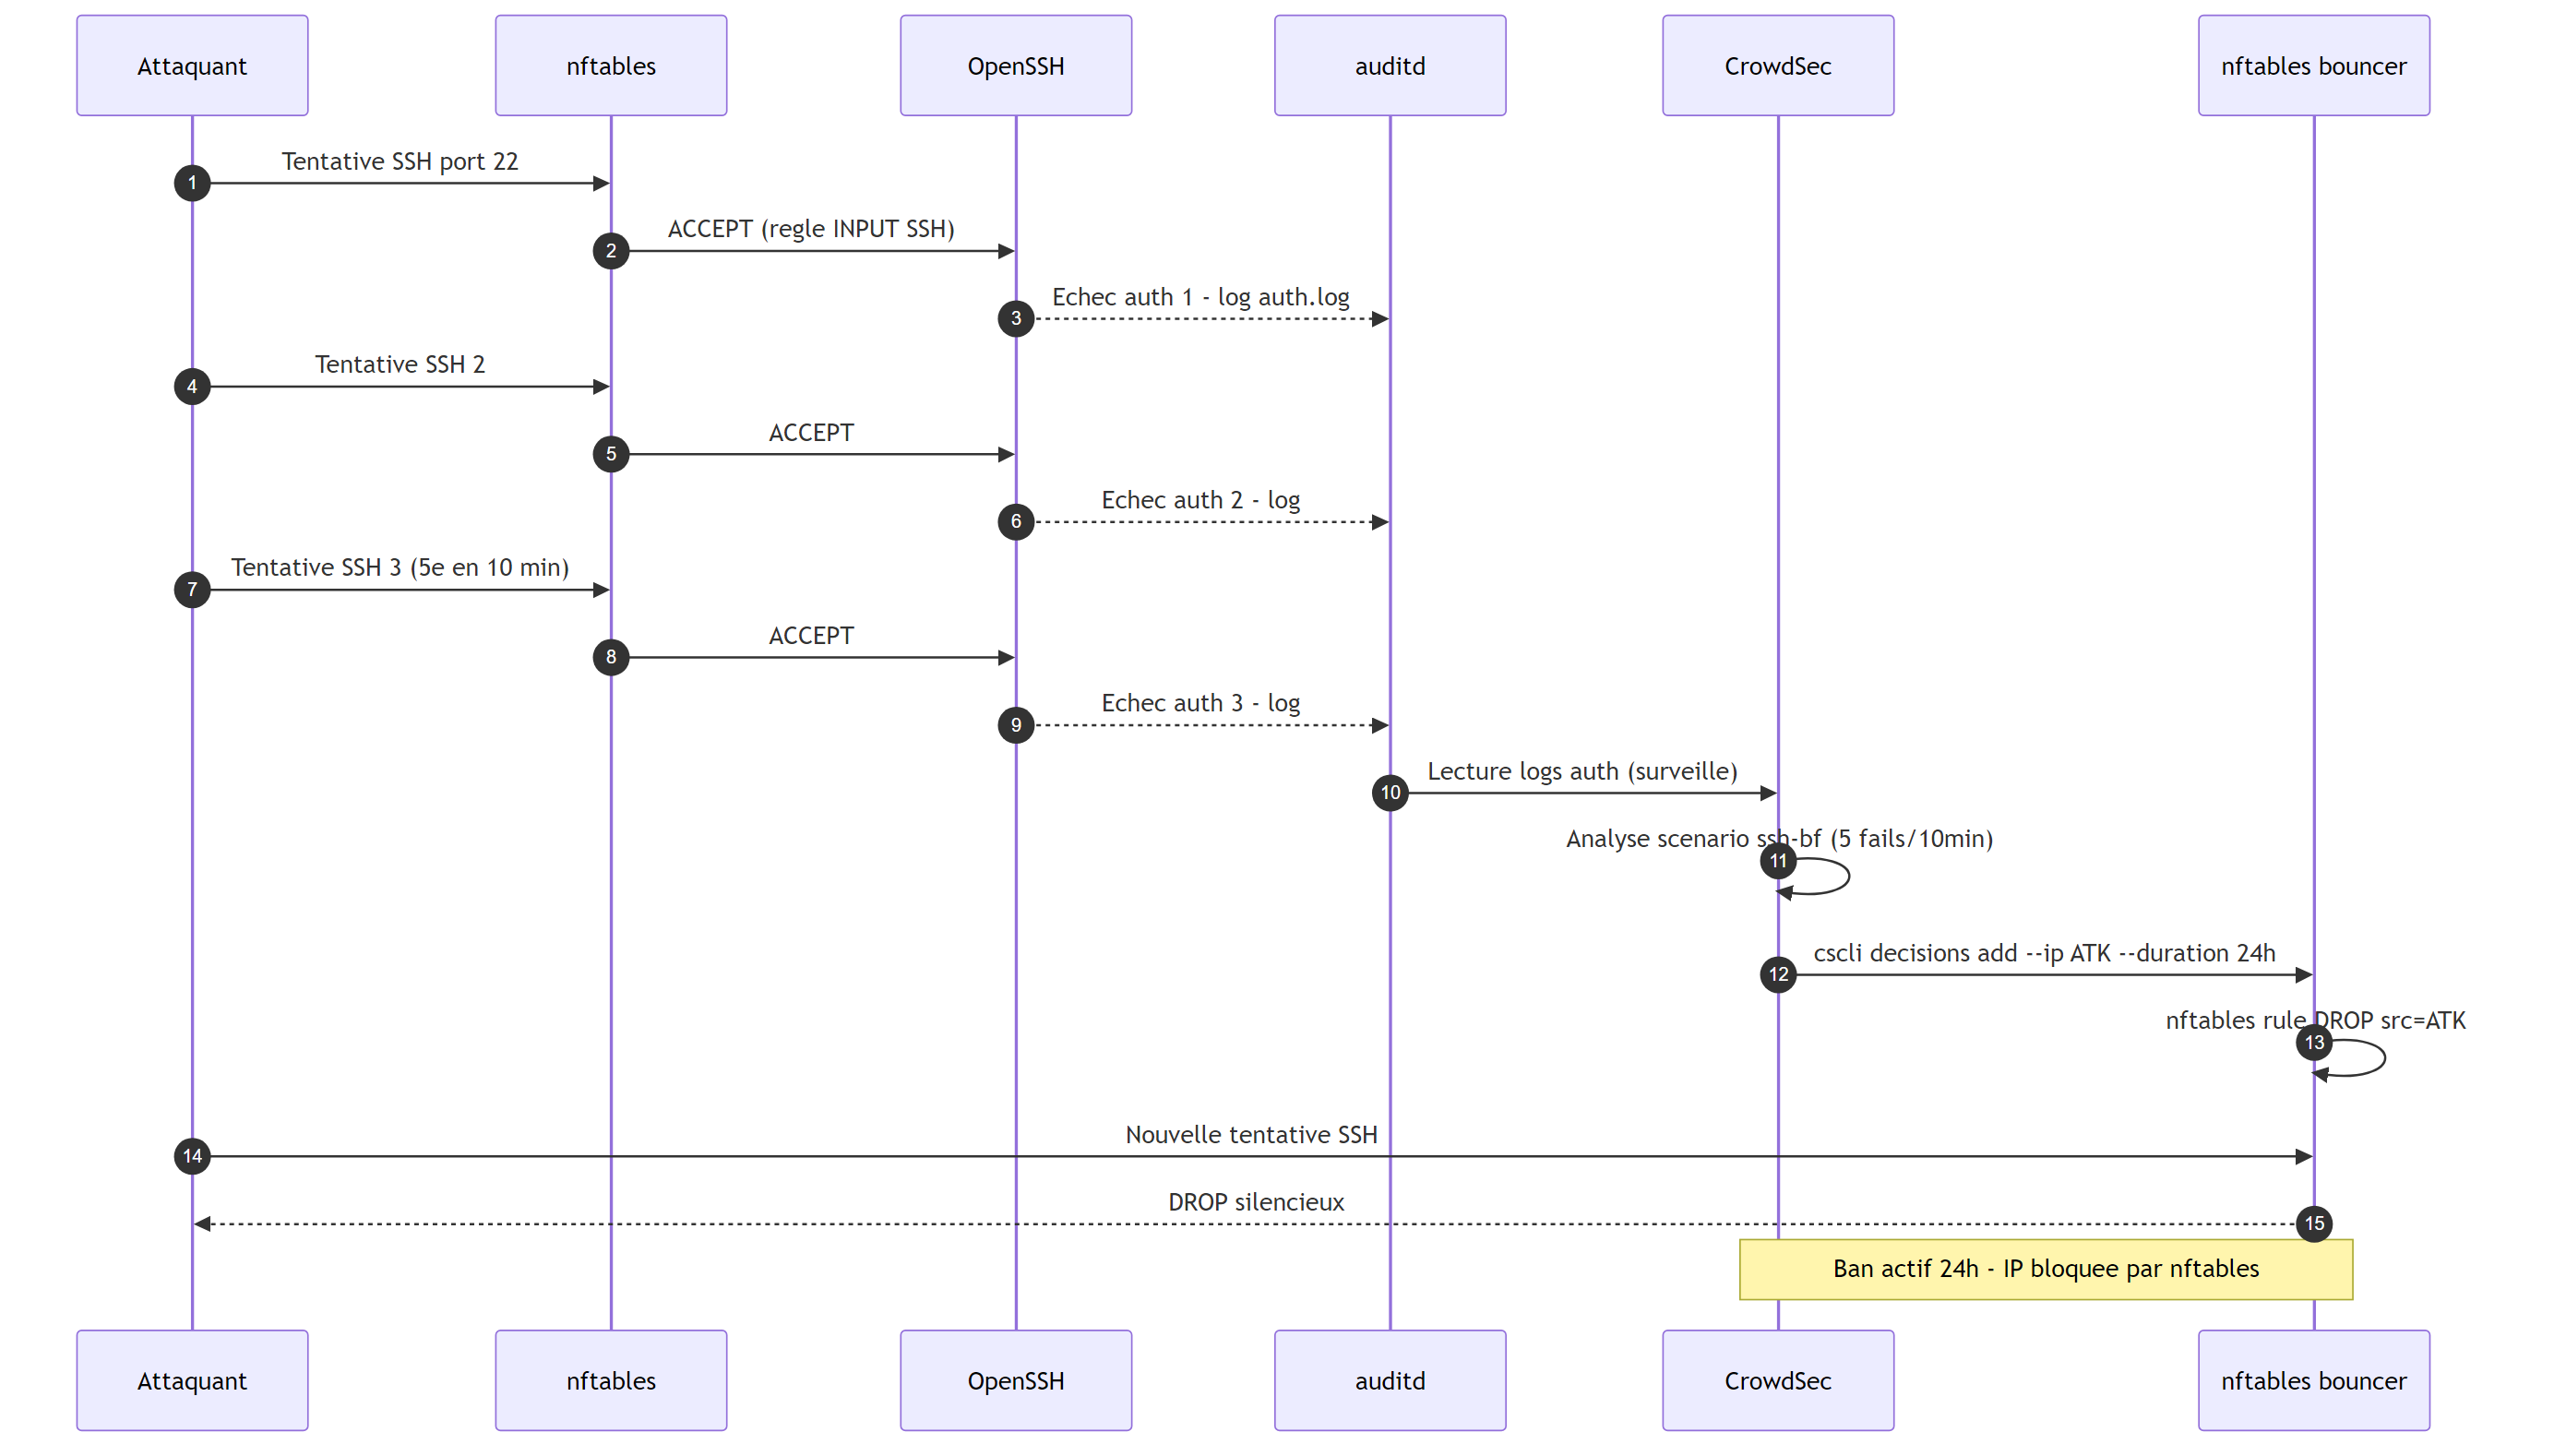 Attaquant
nftables
OpenSSH
auditd
CrowdSec
nftables bouncer
Tentative SSH port 22
1
ACCEPT (regle INPUT SSH)
2
Echec auth 1 - log auth.log
3
Tentative SSH 2
4
ACCEPT
5
Echec auth 2 - log
6
Tentative SSH 3 (5e en 10 min)
7
ACCEPT
8
Echec auth 3 - log
9
Lecture logs auth (surveille)
10
Analyse scenario ssh-bf (5 fails/10min)
11
cscli decisions add --ip ATK --duration 24h
12
nftables rule DROP src=ATK
13
Nouvelle tentative SSH
14
DROP silencieux
15
Ban actif 24h - IP bloquee par nftables
Attaquant
nftables
OpenSSH
auditd
CrowdSec
nftables bouncer